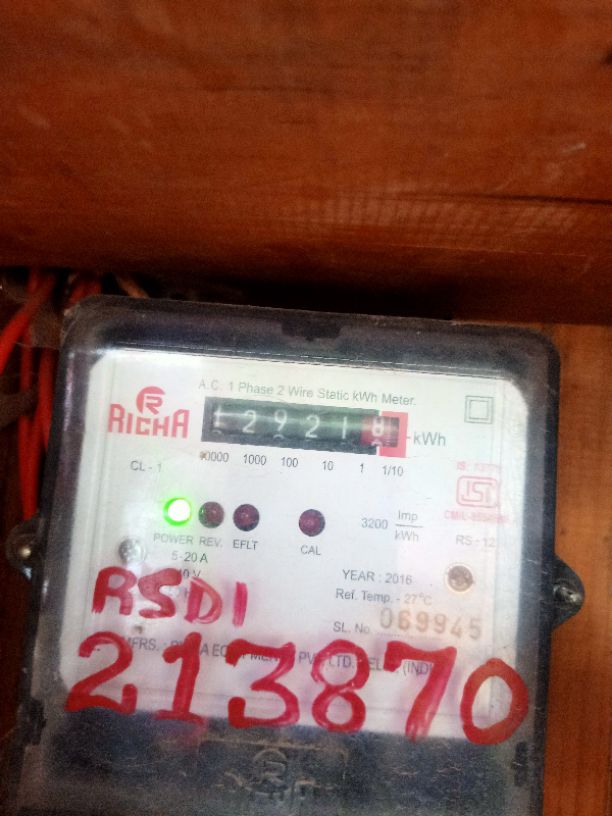 A.C. 1 Phase 2 Wire Static kWh Meter.
RICHA
129218 kWh
CL - 1
10000 1000 100 10 1 1/10
ISI
3200 Imp/kWh
POWER REV. EFLT CAL
RS - 12
5-20 A
YEAR : 2016
Ref. Temp. - 27°C
RSDI
SL. No. 069945
213870